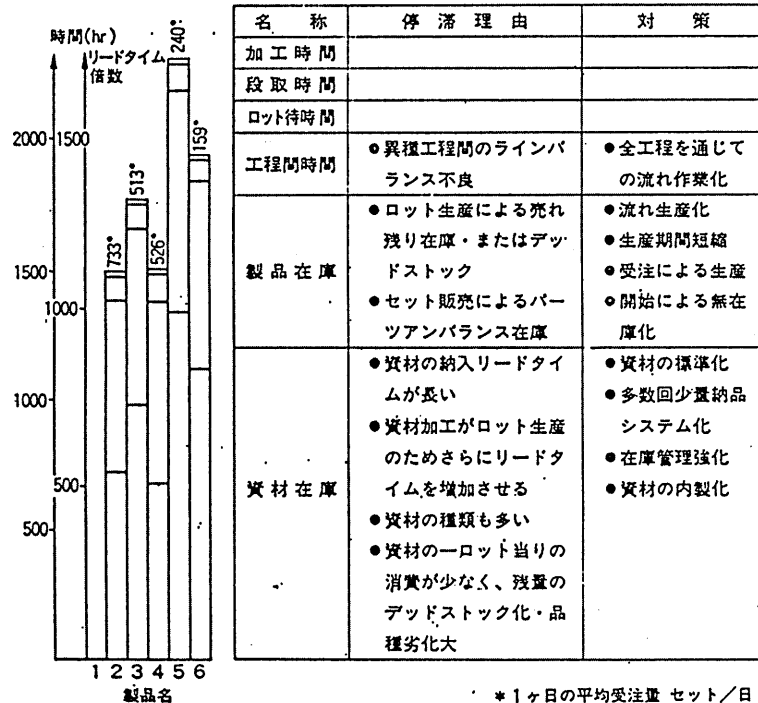 時間(hr)
リードタイム
倍数
2000
1500
1000
500
1500
1000
500
733*
513*
526*
240*
159*
1 2 3 4 5 6
製品名
名称 停滞理由 対策
加工時間
段取時間
ロット待時間
工程間時間
●異種工程間のラインバ
ランス不良
●全工程を通じて
の流れ作業化
製品在庫
●ロット生産による売れ
残り在庫・またはデッ
ドストック
●セット販売によるパー
ツアンバランス在庫
●流れ生産化
●生産期間短縮
●受注による生産
●開始による無在
庫化
資材在庫
●資材の納入リードタイ
ムが長い
●資材加工がロット生産
のためさらにリードタ
イムを増加させる
●資材の種類も多い
●資材の一ロット当りの
消費が少なく、残量の
デッドストック化・品
種劣化大
●資材の標準化
●多数回少量納品
システム化
●在庫管理強化
●資材の内製化
*1ヶ日の平均受注量 セット/日